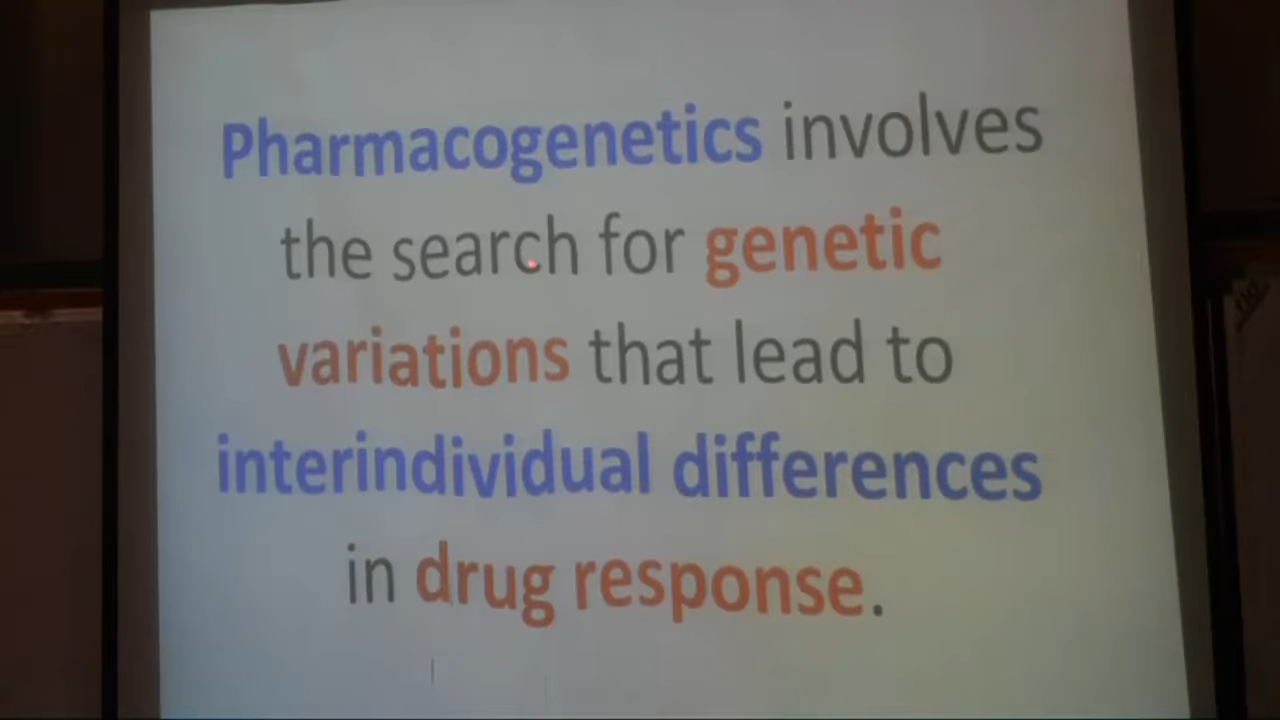 Pharmacogenetics involves
the search for genetic
variations that lead to
interindividual differences
in drug response.